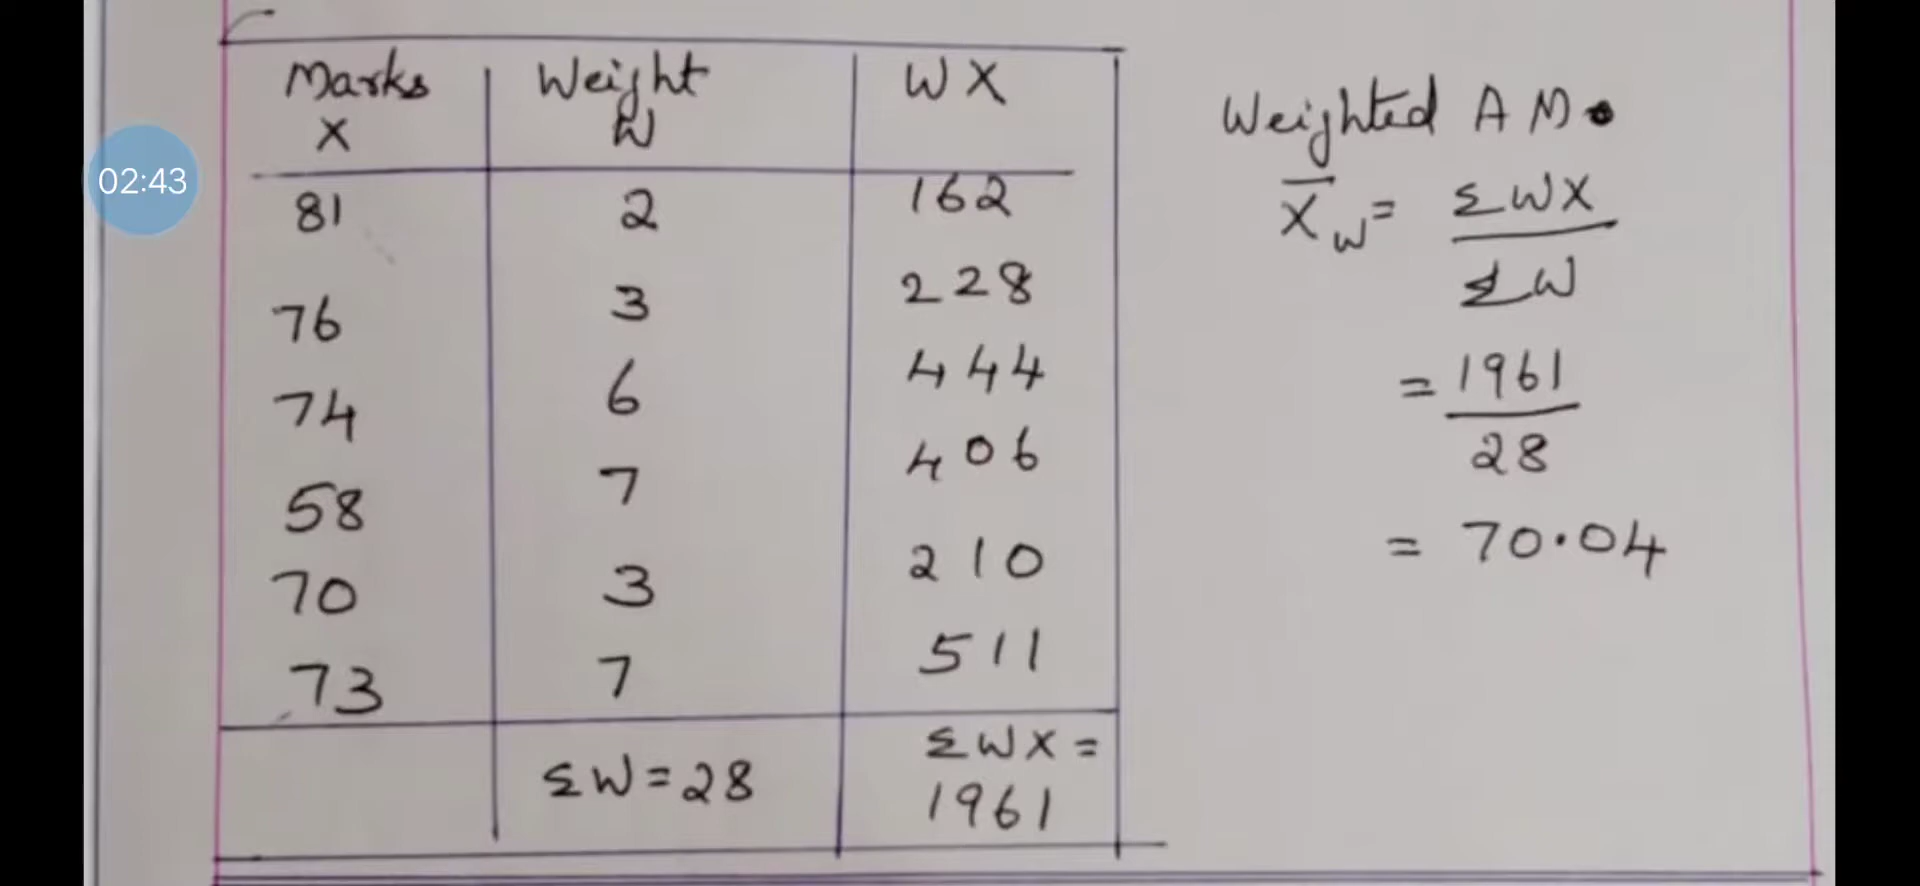 Marks Weight WX
X W
81 2 162
76 3 228
74 6 444
58 7 406
70 3 210
73 7 511
ΣW = 28 ΣWX =
1961
Weighted AM.
X̄w = ΣWX
ΣW
= 1961
28
= 70.04
02:43